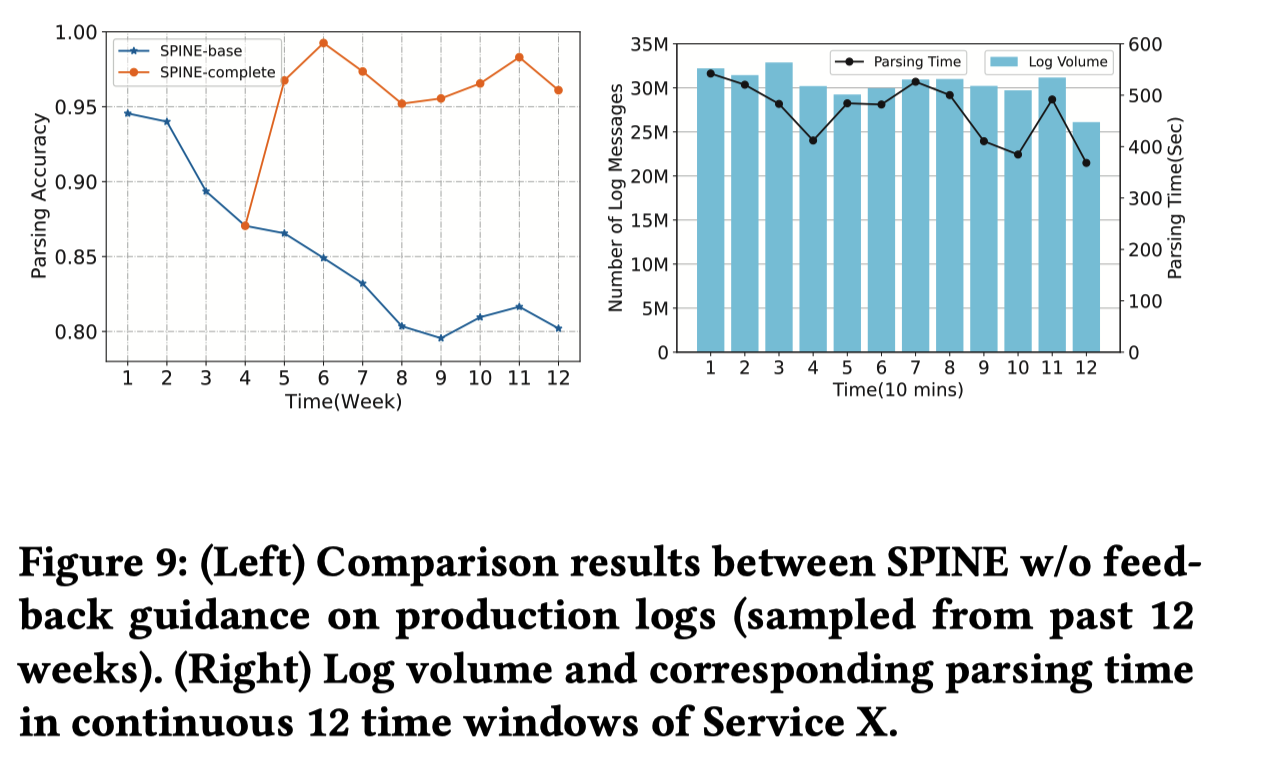 1.00
0.95
0.90
0.85
0.80
Parsing Accuracy
SPINE-base
SPINE-complete
1 2 3 4 5 6 7 8 9 10 11 12
Time(Week)
35M
30M
25M
20M
15M
10M
5M
0
Number of Log Messages
Parsing Time
Log Volume
600
500
400
300
200
100
0
Parsing Time(Sec)
1 2 3 4 5 6 7 8 9 10 11 12
Time(10 mins)
Figure 9: (Left) Comparison results between SPINE w/o feed-
back guidance on production logs (sampled from past 12
weeks). (Right) Log volume and corresponding parsing time
in continuous 12 time windows of Service X.